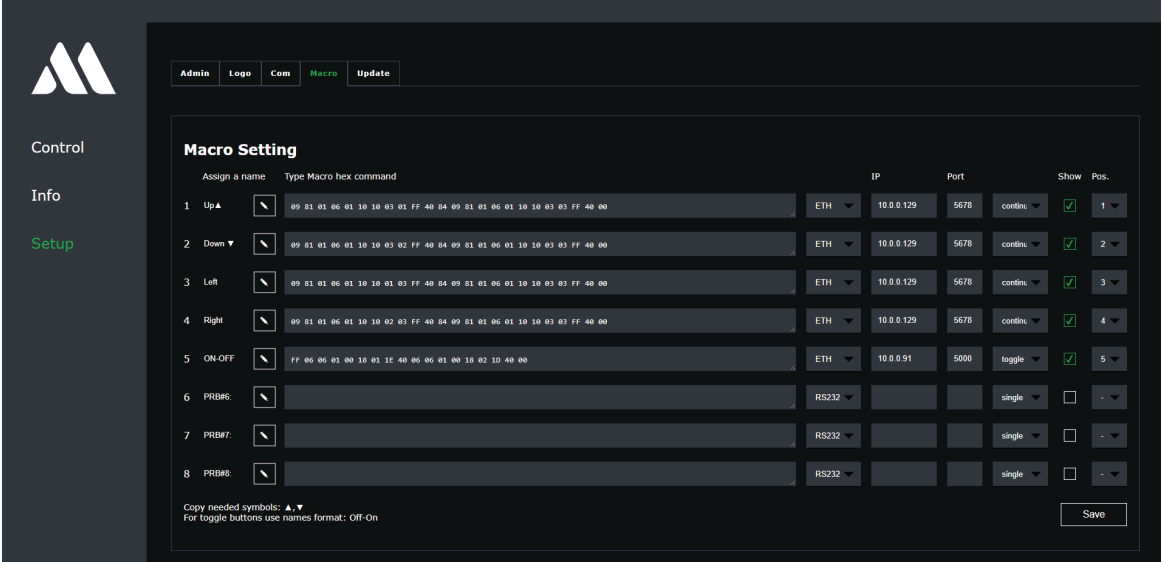 Admin Logo Com Macro Update
Control
Info
Setup
Macro Setting
Assign a name Type Macro hex command IP Port Show Pos.
1 Up▲ 09 81 01 06 01 10 10 03 01 FF 40 84 09 81 01 06 01 10 10 03 03 FF 40 00 ETH 10.0.0.129 5678 continu 1
2 Down ▼ 09 81 01 06 01 10 10 03 02 FF 40 84 09 81 01 06 01 10 10 03 03 FF 40 00 ETH 10.0.0.129 5678 continu 2
3 Left 09 81 01 06 01 10 10 01 03 FF 40 84 09 81 01 06 01 10 10 03 03 FF 40 00 ETH 10.0.0.129 5678 continu 3
4 Right 09 81 01 06 01 10 10 02 03 FF 40 84 09 81 01 06 01 10 10 03 03 FF 40 00 ETH 10.0.0.129 5678 continu 4
5 ON-OFF FF 06 06 01 00 18 01 1E 40 06 06 01 00 18 02 1D 40 00 ETH 10.0.0.91 5000 toggle 5
6 PRB#6: RS232 single -
7 PRB#7: RS232 single -
8 PRB#8: RS232 single -
Copy needed symbols: ▲,▼
For toggle buttons use names format: Off-On
Save